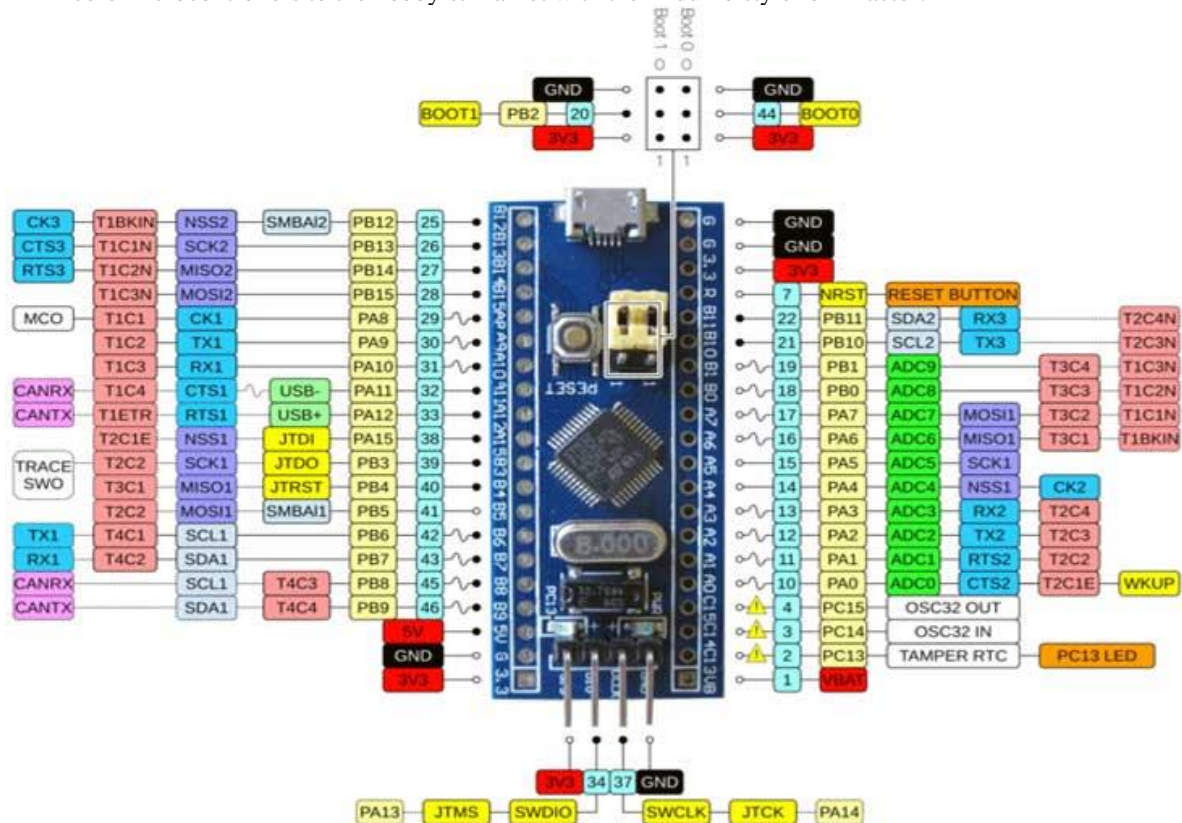 Boot 1
Boot 0
GND GND
BOOT1 PB2 20 44 BOOT0
3V3 3V3
1 1
CK3 T1BKIN NSS2 SMBAI2 PB12 25 GND
CTS3 T1C1N SCK2 PB13 26 GND
RTS3 T1C2N MISO2 PB14 27 3V3
T1C3N MOSI2 PB15 28 7 NRST RESET BUTTON
MCO T1C1 CK1 PA8 29 22 PB11 SDA2 RX3 T2C4N
T1C2 TX1 PA9 30 21 PB10 SCL2 TX3 T2C3N
T1C3 RX1 PA10 31 19 PB1 ADC9 T3C4 T1C3N
CANRX T1C4 CTS1 USB- PA11 32 18 PB0 ADC8 T3C3 T1C2N
CANTX T1ETR RTS1 USB+ PA12 33 17 PA7 ADC7 MOSI1 T3C2 T1C1N
T2C1E NSS1 JTDI PA15 38 16 PA6 ADC6 MISO1 T3C1 T1BKIN
TRACE SWO T2C2 SCK1 JTDO PB3 39 15 PA5 ADC5 SCK1
T3C1 MISO1 JTRST PB4 40 14 PA4 ADC4 NSS1 CK2
T2C2 MOSI1 SMBAI1 PB5 41 13 PA3 ADC3 RX2 T2C4
TX1 T4C1 SCL1 PB6 42 12 PA2 ADC2 TX2 T2C3
RX1 T4C2 SDA1 PB7 43 11 PA1 ADC1 RTS2 T2C2
CANRX SCL1 T4C3 PB8 45 10 PA0 ADC0 CTS2 T2C1E WKUP
CANTX SDA1 T4C4 PB9 46 4 PC15 OSC32 OUT
5V 3 PC14 OSC32 IN
GND 2 PC13 TAMPER RTC PC13 LED
3V3 1 VBAT
RESET
8.000
PC13
3V3 34 37 GND
PA13 JTMS SWDIO SWCLK JTCK PA14